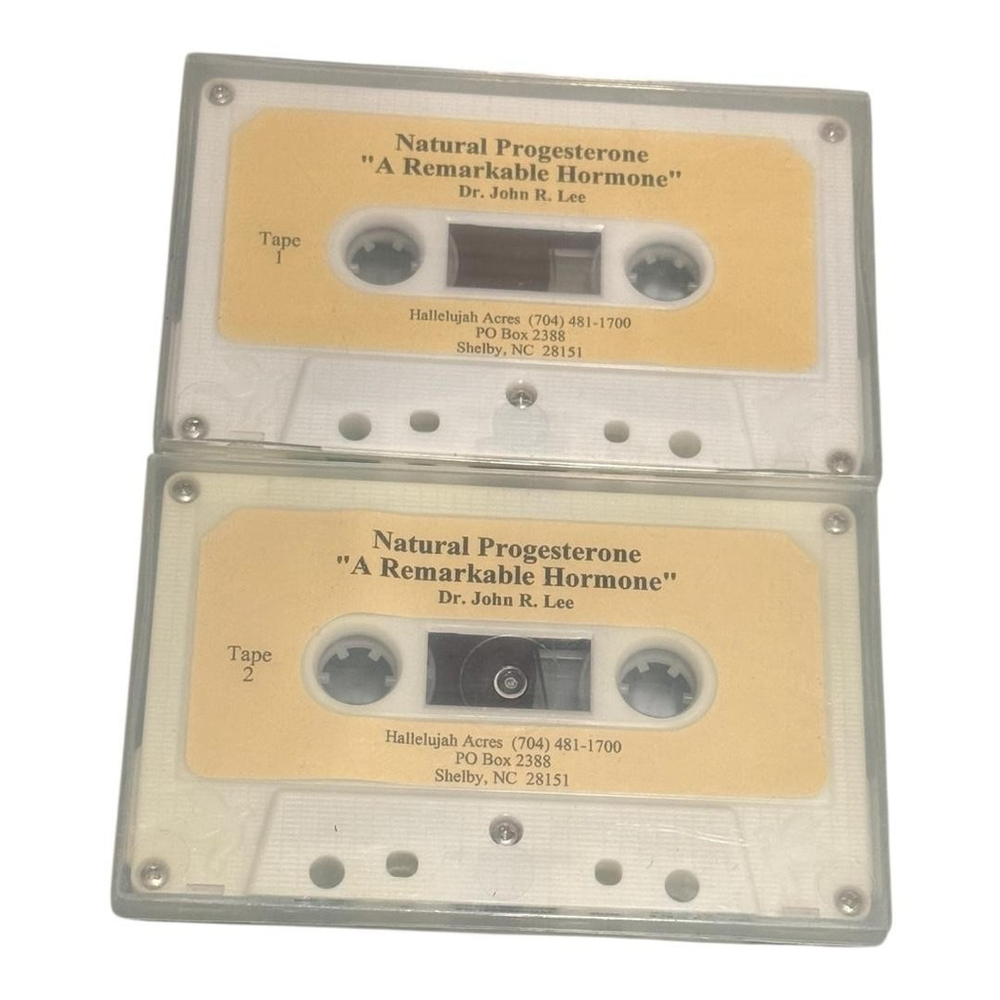 Natural Progesterone
"A Remarkable Hormone"
Dr. John R. Lee
Tape
1
Hallelujah Acres (704) 481-1700
PO Box 2388
Shelby, NC 28151
Natural Progesterone
"A Remarkable Hormone"
Dr. John R. Lee
Tape
2
Hallelujah Acres (704) 481-1700
PO Box 2388
Shelby, NC 28151